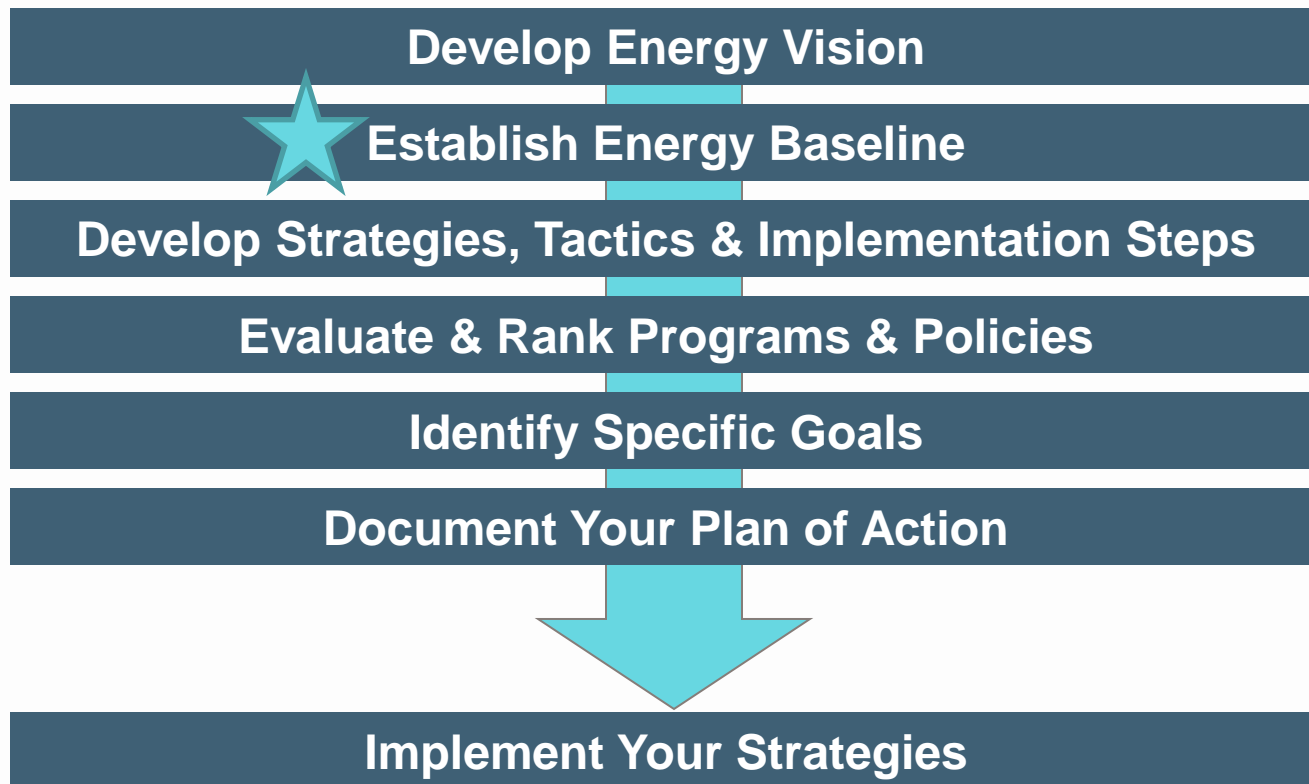 Develop Energy Vision
Establish Energy Baseline
Develop Strategies, Tactics & Implementation Steps
Evaluate & Rank Programs & Policies
Identify Specific Goals
Document Your Plan of Action
Implement Your Strategies